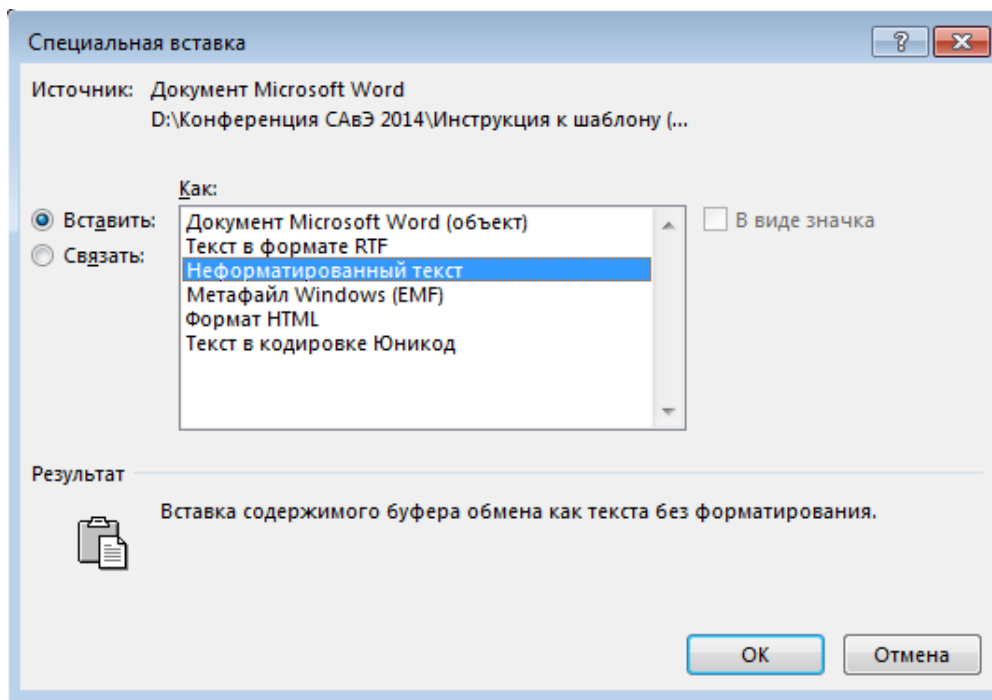 Специальная вставка
Источник: Документ Microsoft Word
D:\Конференция САвЭ 2014\Инструкция к шаблону (...
Как:
Вставить:
Связать:
Документ Microsoft Word (объект)
Текст в формате RTF
Неформатированный текст
Метафайл Windows (EMF)
Формат HTML
Текст в кодировке Юникод
В виде значка
Результат
Вставка содержимого буфера обмена как текста без форматирования.
ОК
Отмена